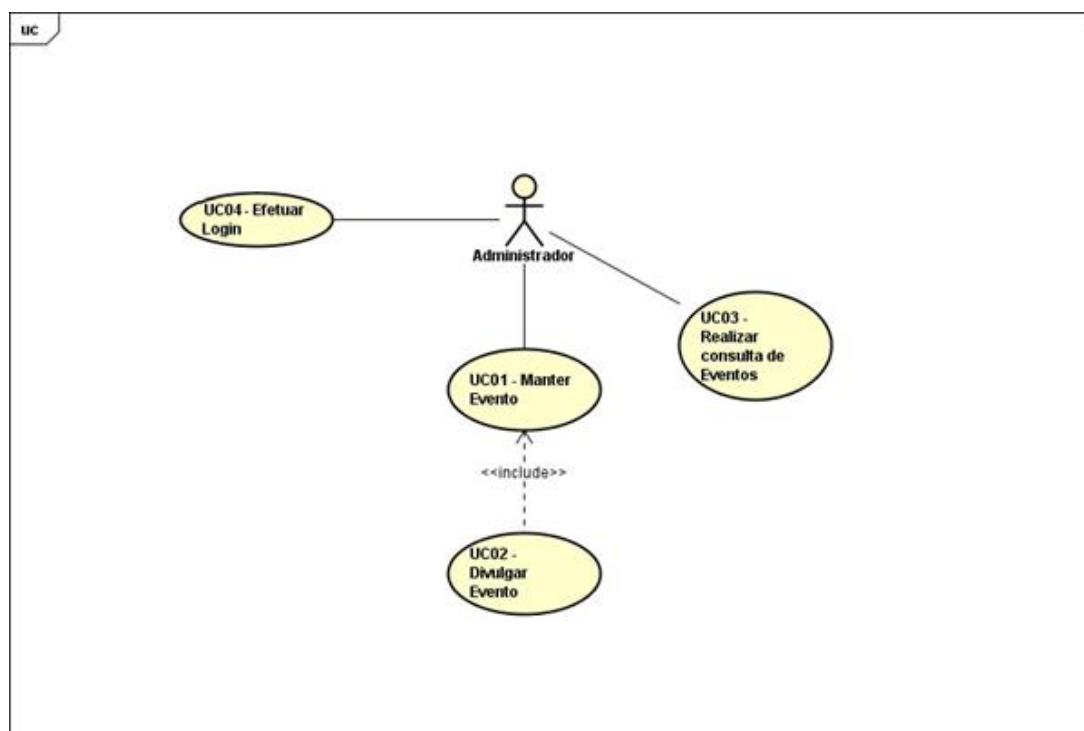 uc
UC04 - Efetuar
Login
Administrador
UC03 -
Realizar
consulta de
Eventos
UC01 - Manter
Evento
<<include>>
UC02 -
Divulgar
Evento